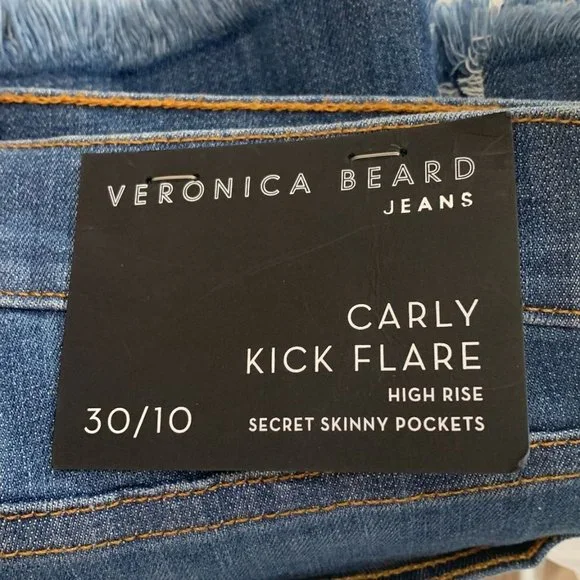 VERONICA BEARD
JEANS
CARLY
KICK FLARE
HIGH RISE
30/10 SECRET SKINNY POCKETS